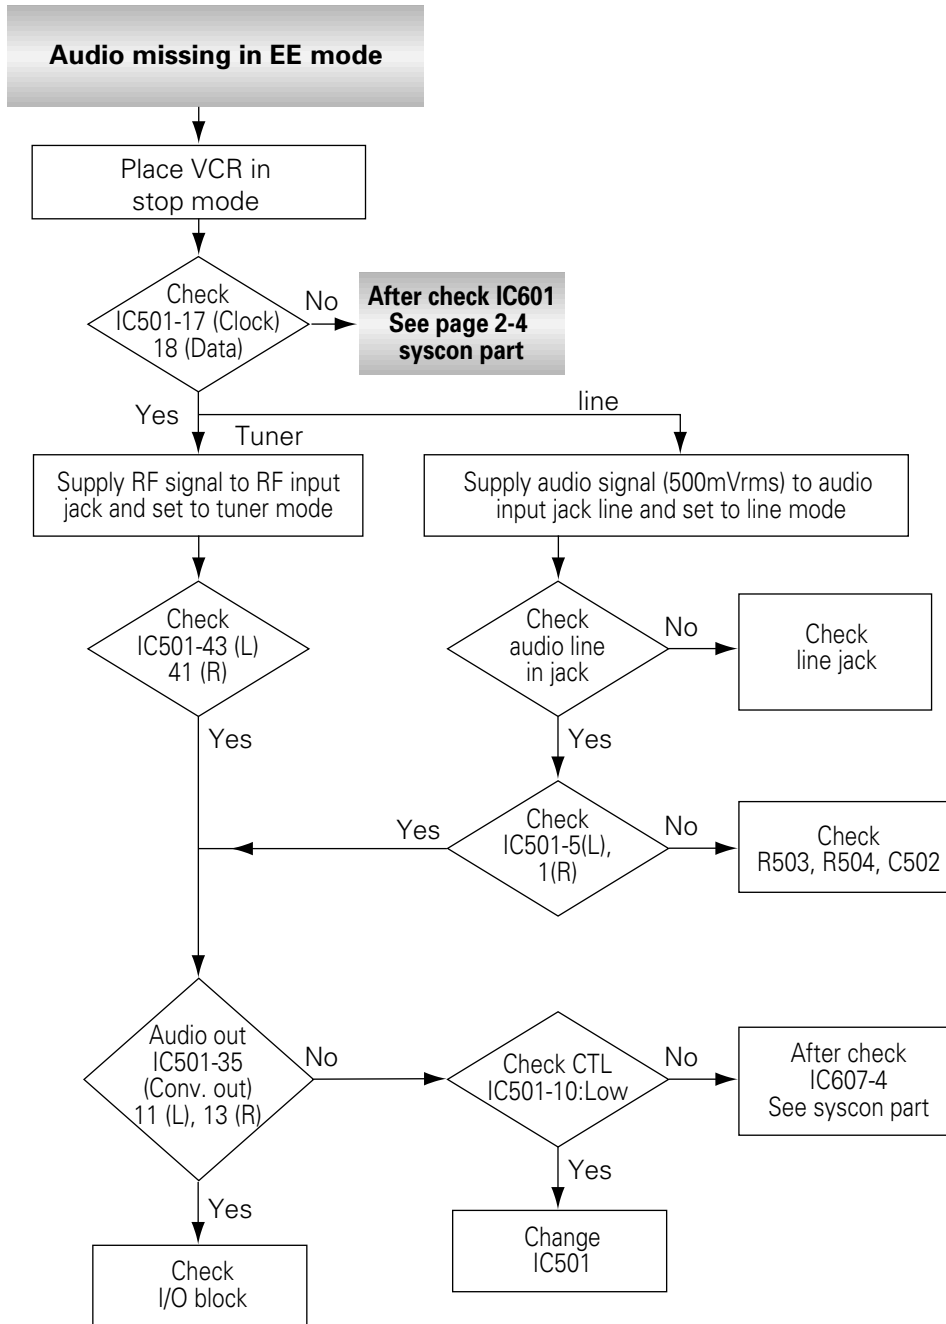 Audio missing in EE mode
Place VCR in
stop mode
Check
IC501-17 (Clock)
18 (Data)
No
After check IC601
See page 2-4
syscon part
Yes
line
Tuner
Supply RF signal to RF input
jack and set to tuner mode
Supply audio signal (500mVrms) to audio
input jack line and set to line mode
Check
IC501-43 (L)
41 (R)
Check
audio line
in jack
No
Check
line jack
Yes
Yes
Yes
Check
IC501-5(L),
1(R)
No
Check
R503, R504, C502
Audio out
IC501-35
(Conv. out)
11 (L), 13 (R)
No
Check CTL
IC501-10:Low
No
After check
IC607-4
See syscon part
Yes
Yes
Change
IC501
Check
I/O block